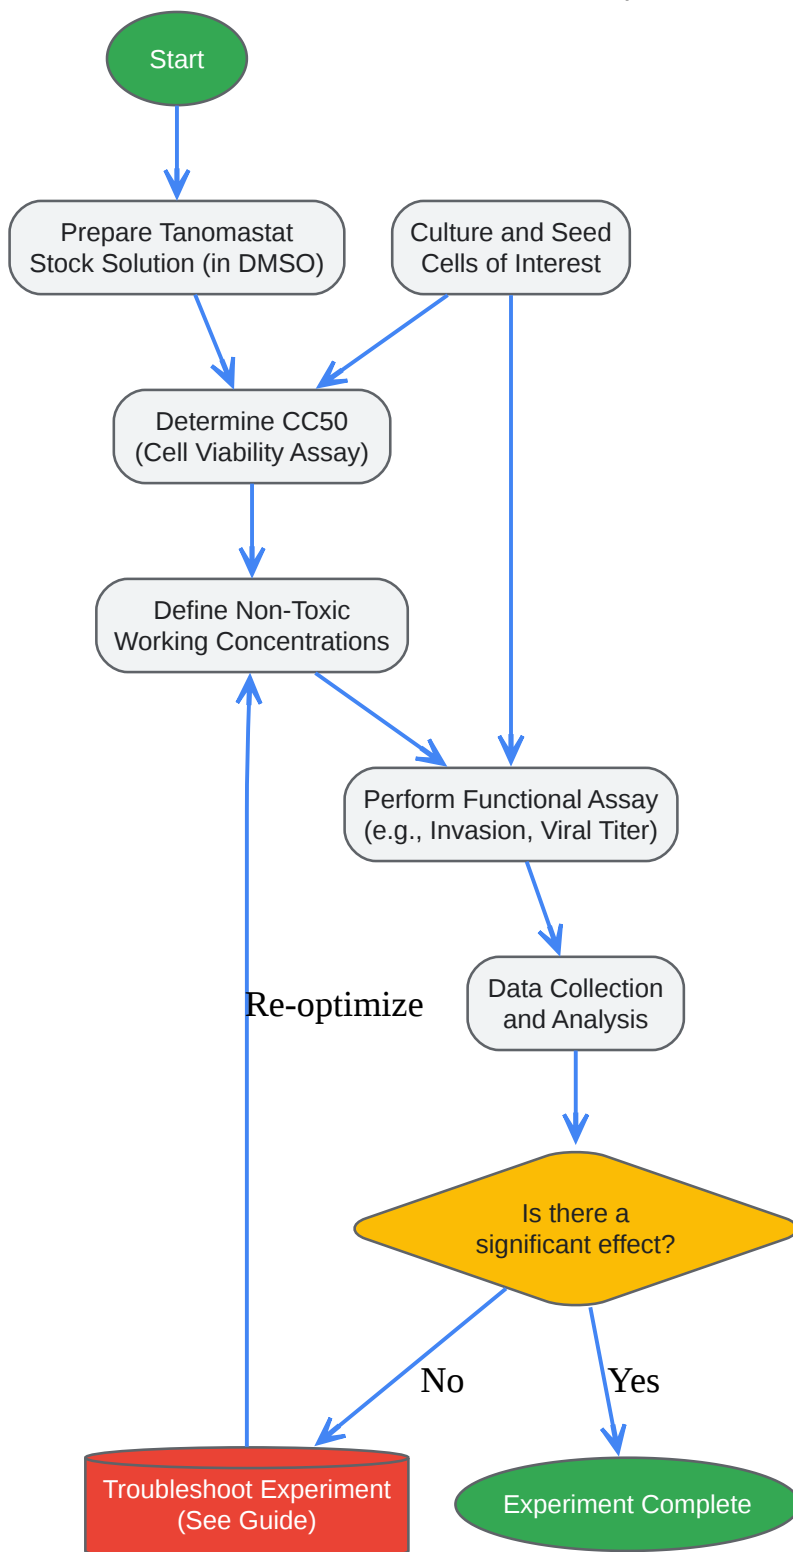 Start
Prepare Tanomastat
Stock Solution (in DMSO)
Culture and Seed
Cells of Interest
Determine CC50
(Cell Viability Assay)
Define Non-Toxic
Working Concentrations
Perform Functional Assay
(e.g., Invasion, Viral Titer)
Re-optimize
Data Collection
and Analysis
Is there a
significant effect?
No
Yes
Troubleshoot Experiment
(See Guide)
Experiment Complete